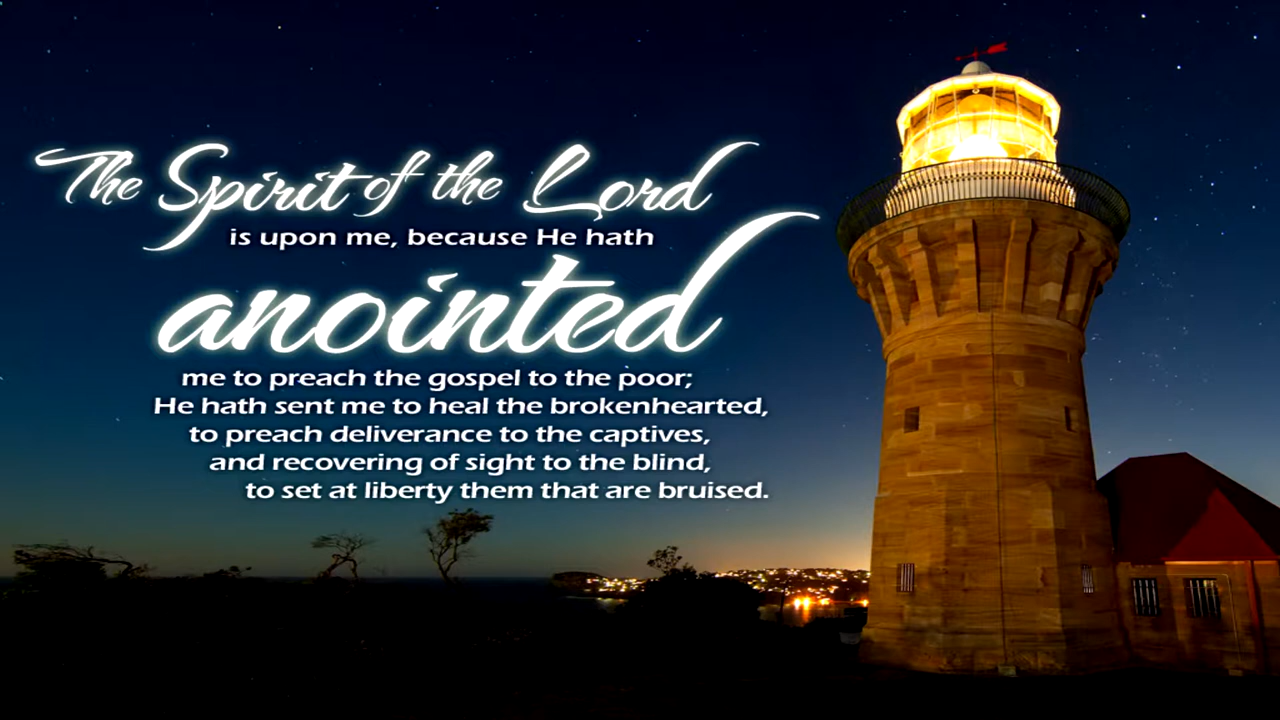 The Spirit of the Lord
is upon me, because He hath
anointed
me to preach the gospel to the poor;
He hath sent me to heal the brokenhearted,
to preach deliverance to the captives,
and recovering of sight to the blind,
to set at liberty them that are bruised.